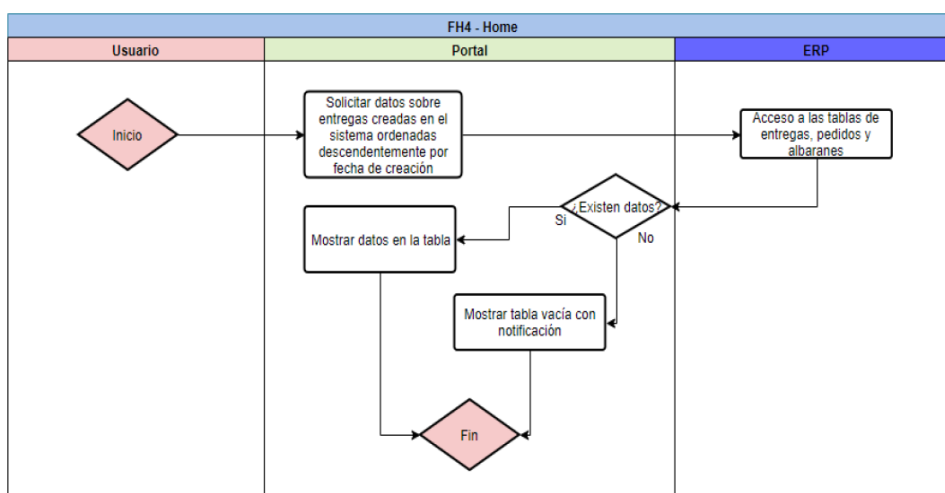 FH4 - Home
Usuario
Portal
ERP
Inicio
Solicitar datos sobre
entregas creadas en el
sistema ordenadas
descendentemente por
fecha de creación
Acceso a las tablas de
entregas, pedidos y
albaranes
¿Existen datos?
Si
No
Mostrar datos en la tabla
Mostrar tabla vacía con
notificación
Fin